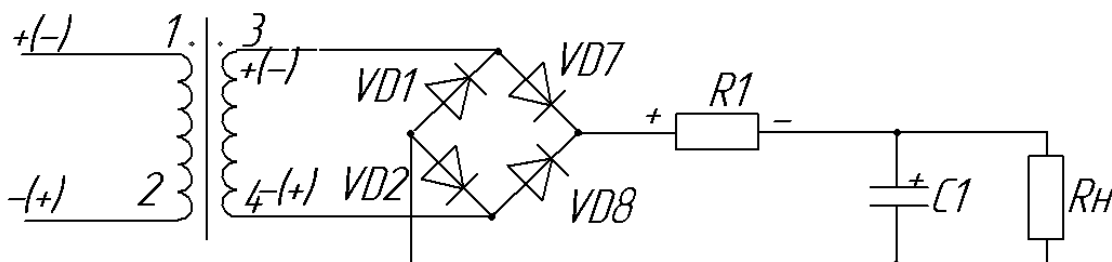 +(-)
1
3
+(-)
VD1
VD7
R1
+
-
-(+)
2
4
-(+)
VD2
VD8
+
C1
Rн